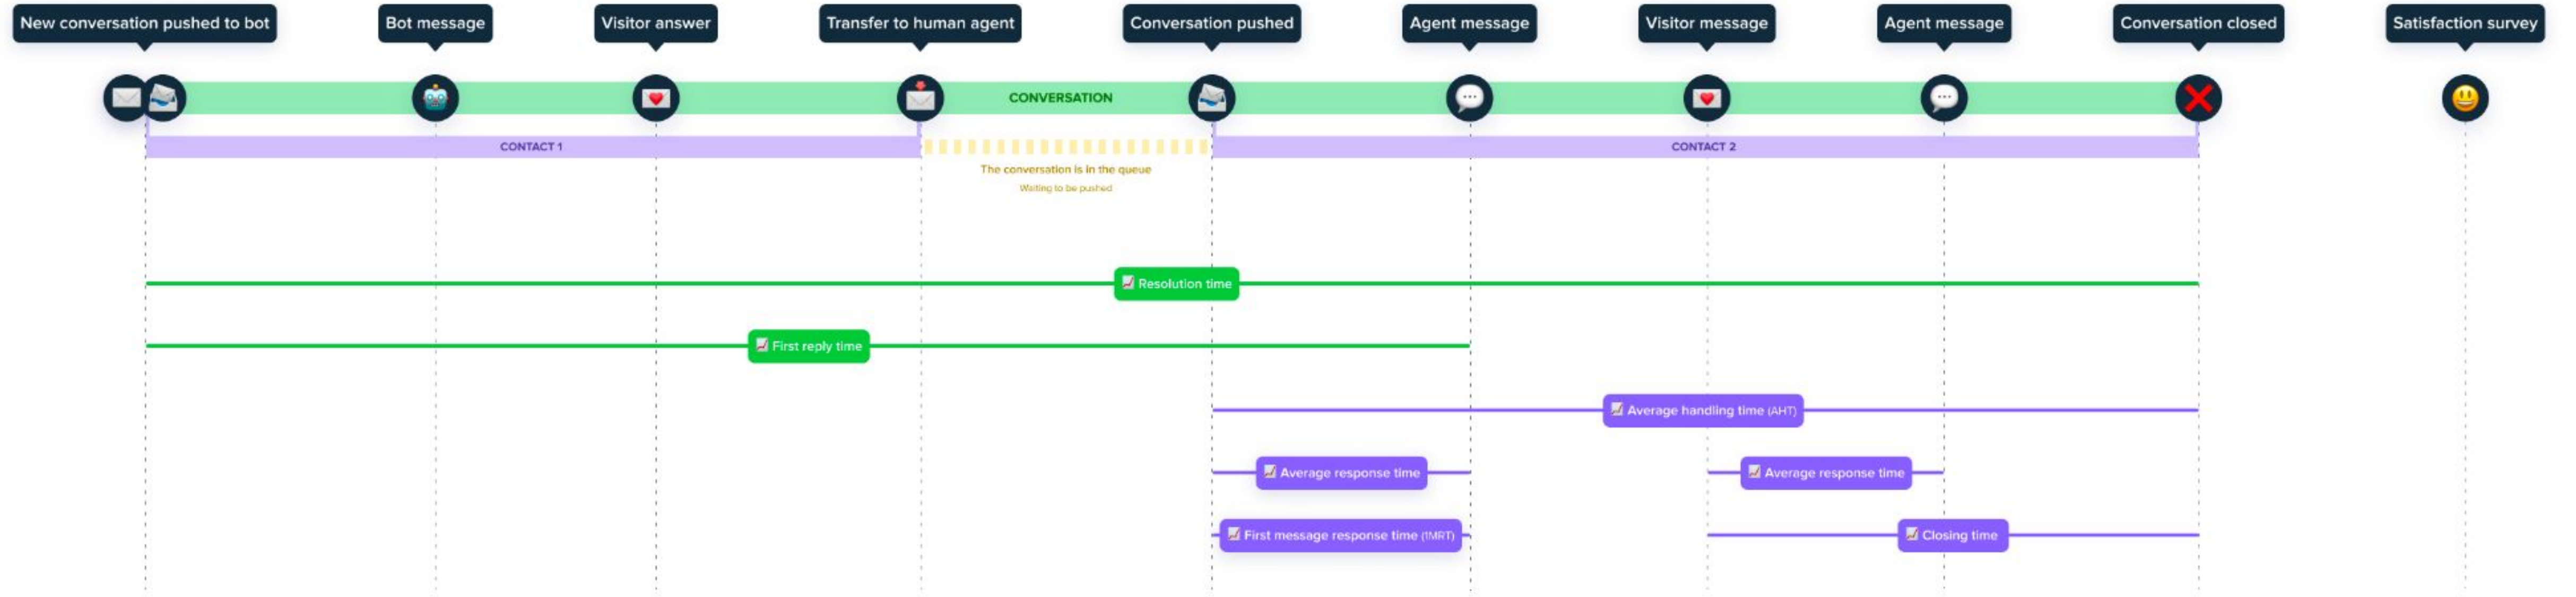 New conversation pushed to bot
Bot message
Visitor answer
Transfer to human agent
Conversation pushed
Agent message
Visitor message
Agent message
Conversation closed
Satisfaction survey
CONVERSATION
CONTACT 1
CONTACT 2
The conversation is in the queue
Waiting to be pushed
Resolution time
First reply time
Average handling time (AHT)
Average response time
Average response time
First message response time (1MRT)
Closing time